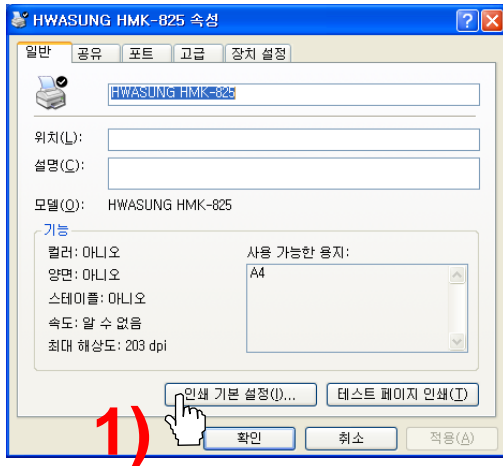 HWASUNG HMK-825 속성
일반 공유 포트 고급 장치 설정
HWASUNG HMK-825
위치(L):
설명(C):
모델(O): HWASUNG HMK-825
기능
컬러: 아니오 사용 가능한 용지:
양면: 아니오 A4
스테이플: 아니오
속도: 알 수 없음
최대 해상도: 203 dpi
인쇄 기본 설정(I)... 테스트 페이지 인쇄(T)
1) 확인 취소 적용(A)